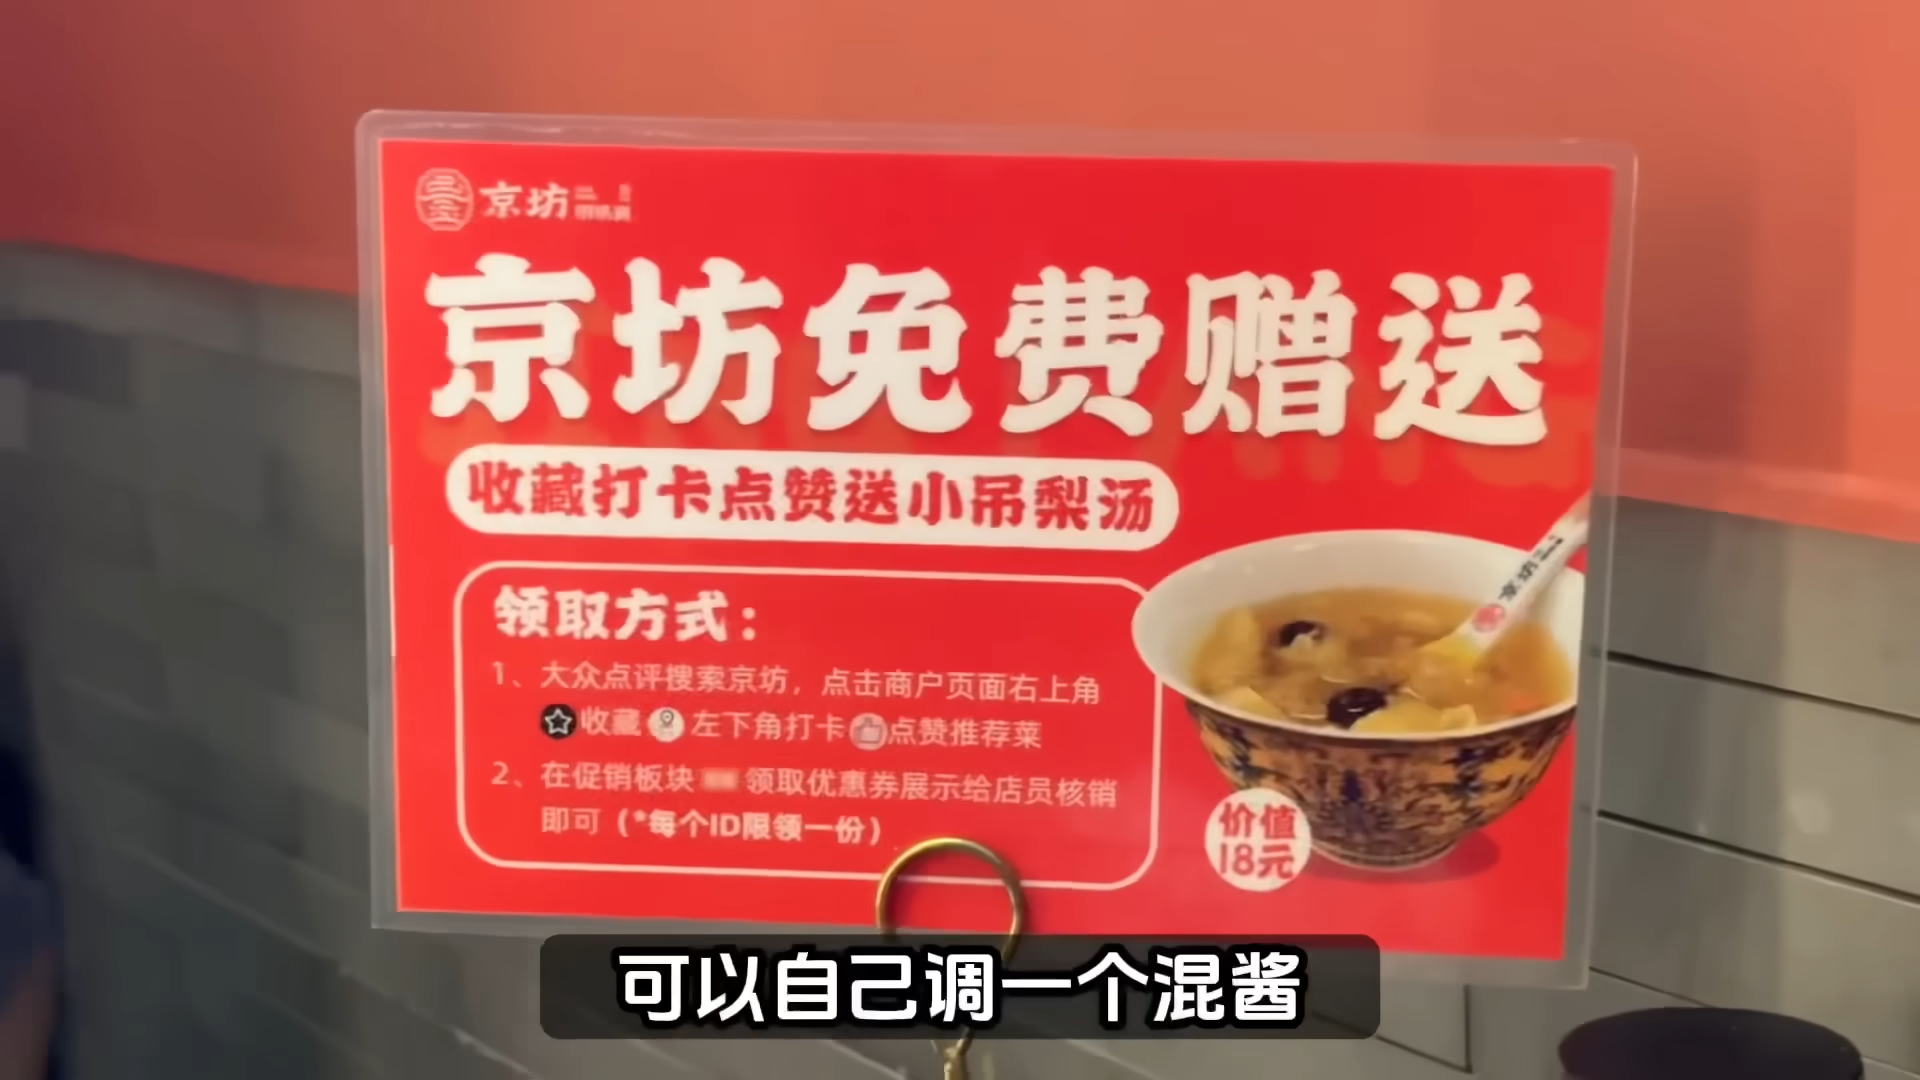 京坊
京坊免费赠送
收藏打卡点赞送小吊梨汤
领取方式：
1、大众点评搜索京坊，点击商户页面右上角
收藏 左下角打卡 点赞推荐菜
2、在促销板块 领取优惠券展示给店员核销
即可（*每个ID限领一份）
京坊
价值
18元
可以自己调一个混酱